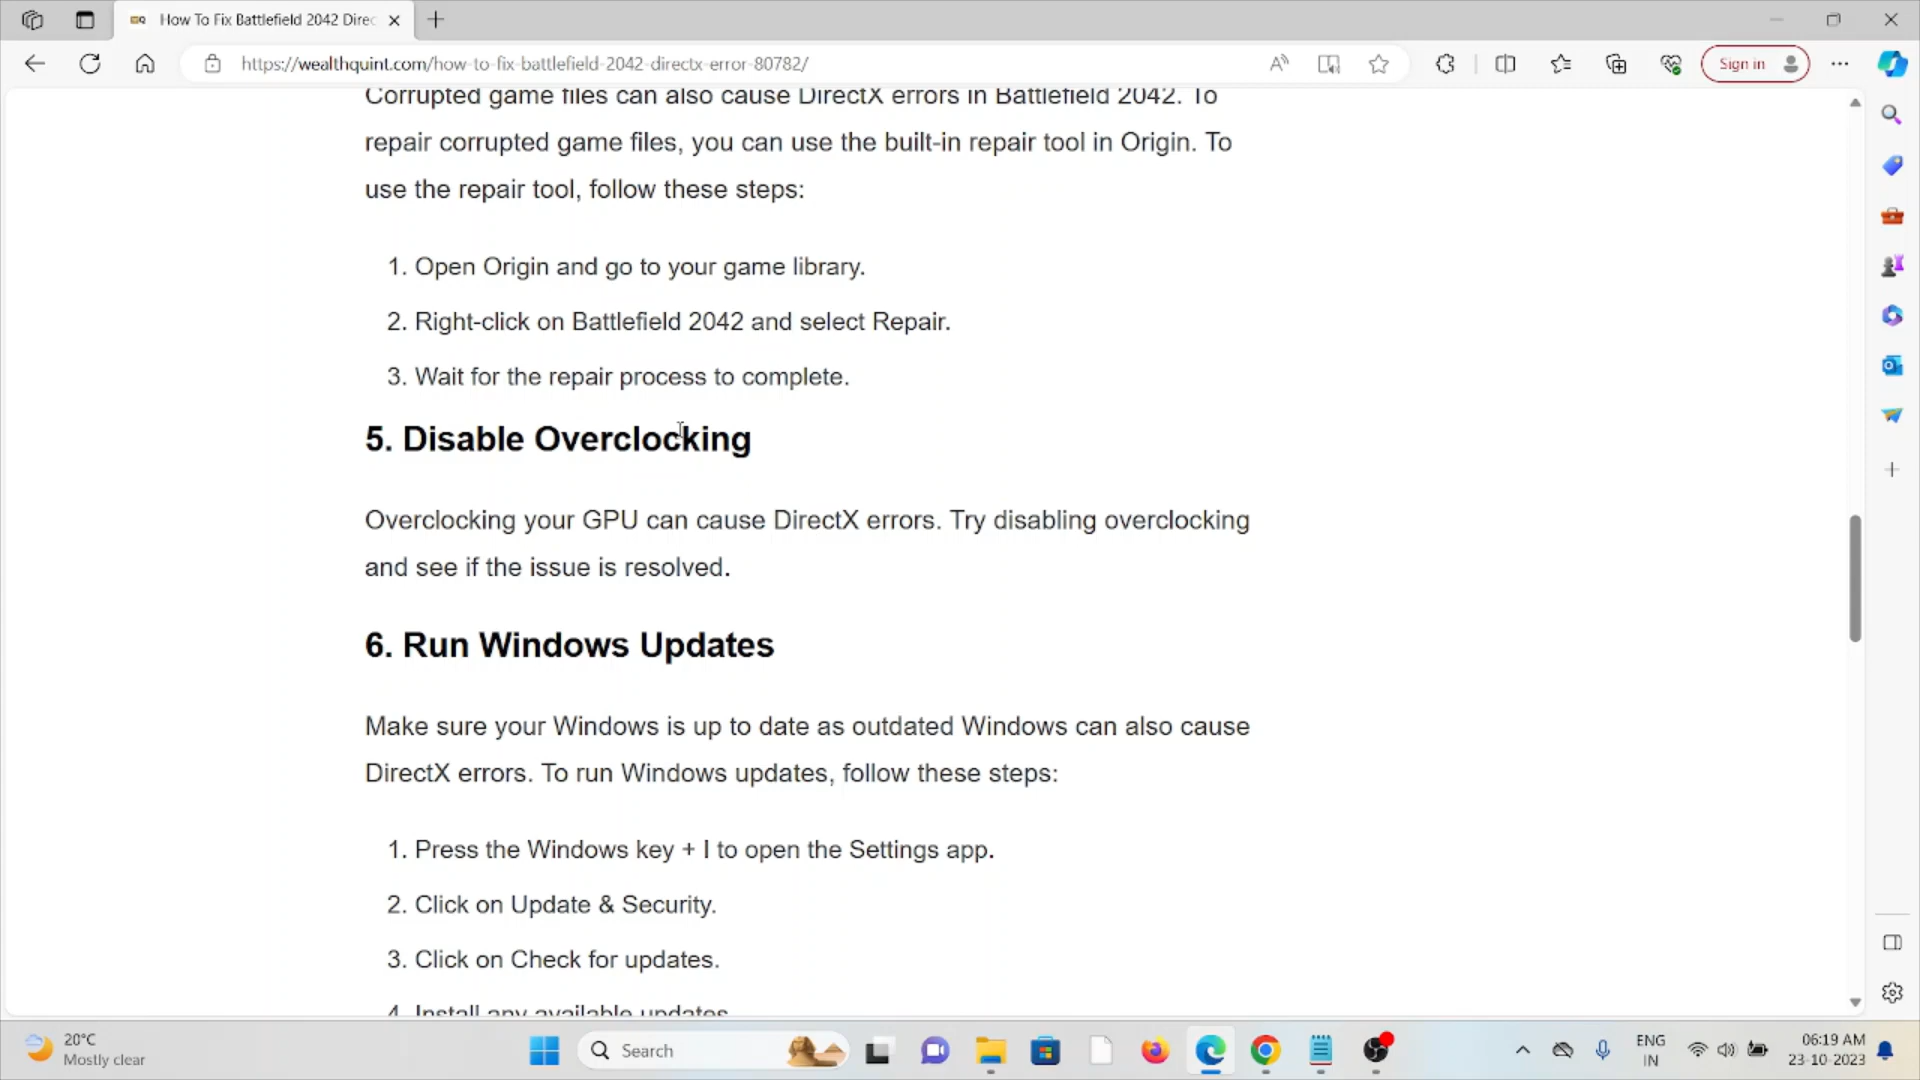 How To Fix Battlefield 2042 Direc
https://wealthquint.com/how-to-fix-battlefield-2042-directx-error-80782/
Sign in
Corrupted game files can also cause DirectX errors in Battlefield 2042. To
repair corrupted game files, you can use the built-in repair tool in Origin. To
use the repair tool, follow these steps:
1. Open Origin and go to your game library.
2. Right-click on Battlefield 2042 and select Repair.
3. Wait for the repair process to complete.
5. Disable Overclocking
Overclocking your GPU can cause DirectX errors. Try disabling overclocking
and see if the issue is resolved.
6. Run Windows Updates
Make sure your Windows is up to date as outdated Windows can also cause
DirectX errors. To run Windows updates, follow these steps:
1. Press the Windows key + I to open the Settings app.
2. Click on Update & Security.
3. Click on Check for updates.
4. Install any available updates
20°C
Mostly clear
Search
ENG
IN
06:19 AM
23-10-2023